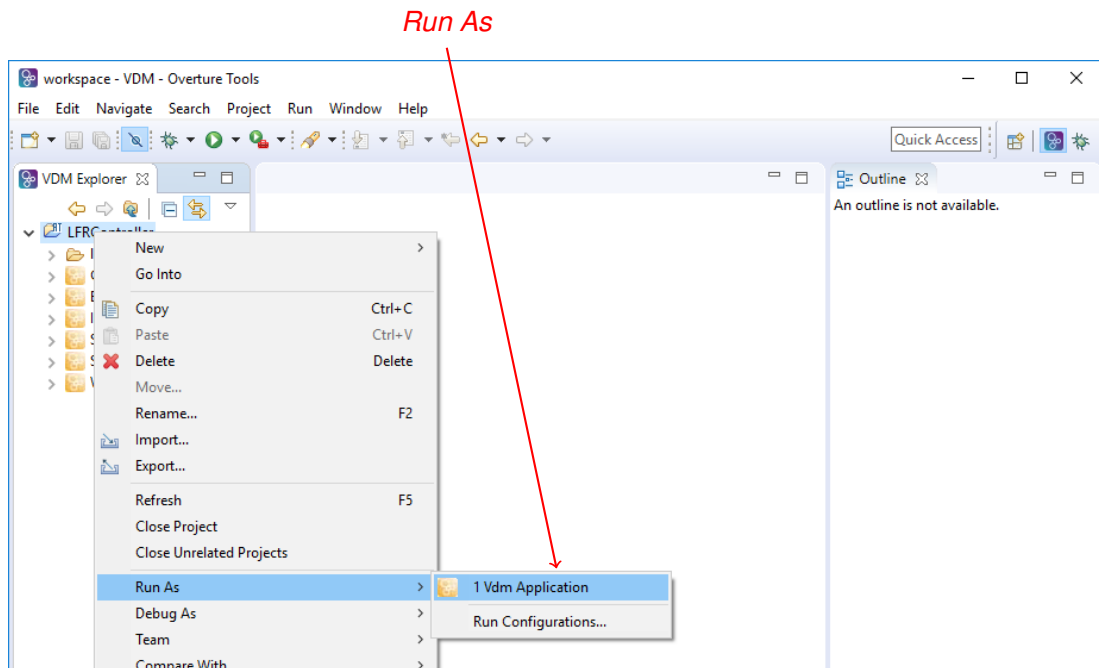 Run As
workspace - VDM - Overture Tools
File Edit Navigate Search Project Run Window Help
Quick Access
VDM Explorer
Outline
An outline is not available.
New
Go Into
Copy Ctrl+C
Paste Ctrl+V
Delete Delete
Move...
Rename... F2
Import...
Export...
Refresh F5
Close Project
Close Unrelated Projects
Run As
1 Vdm Application
Debug As
Run Configurations...
Team
Compare With